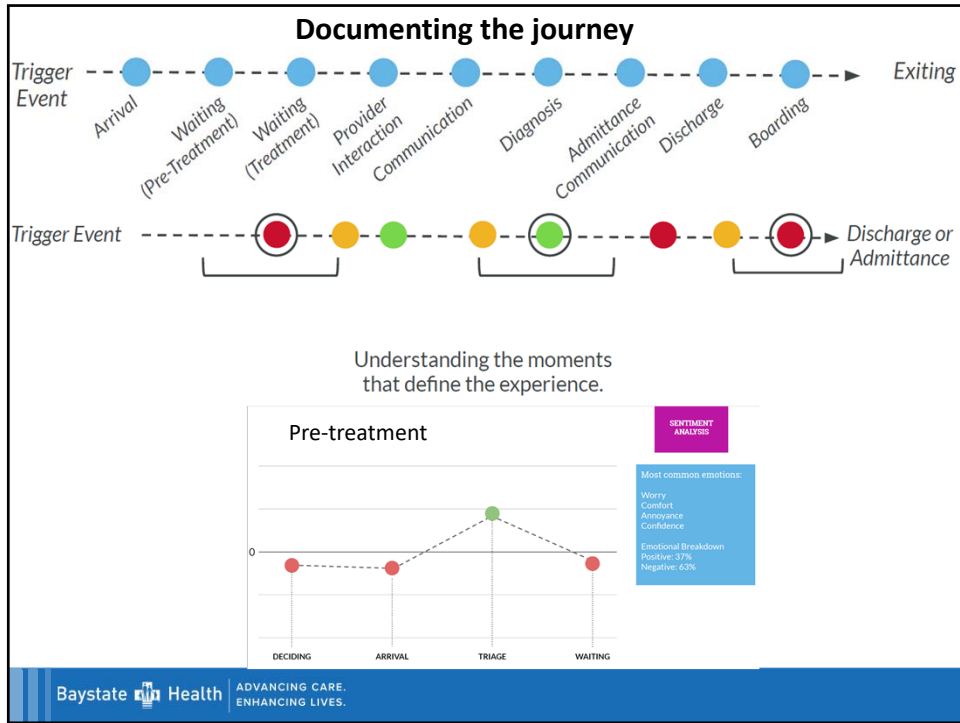 Documenting the journey
Trigger
Event
Exiting
Arrival
Waiting
(Pre-Treatment)
Waiting
(Treatment)
Provider
Interaction
Communication
Diagnosis
Admittance
Communication
Discharge
Boarding
Trigger Event
Discharge or
Admittance
Understanding the moments
that define the experience.
Pre-treatment
SENTIMENT
ANALYSIS
Most common emotions:
Worry
Comfort
Annoyance
Confidence
Emotional Breakdown
Positive: 37%
Negative: 63%
0
DECIDING
ARRIVAL
TRIAGE
WAITING
Baystate Health
ADVANCING CARE.
ENHANCING LIVES.